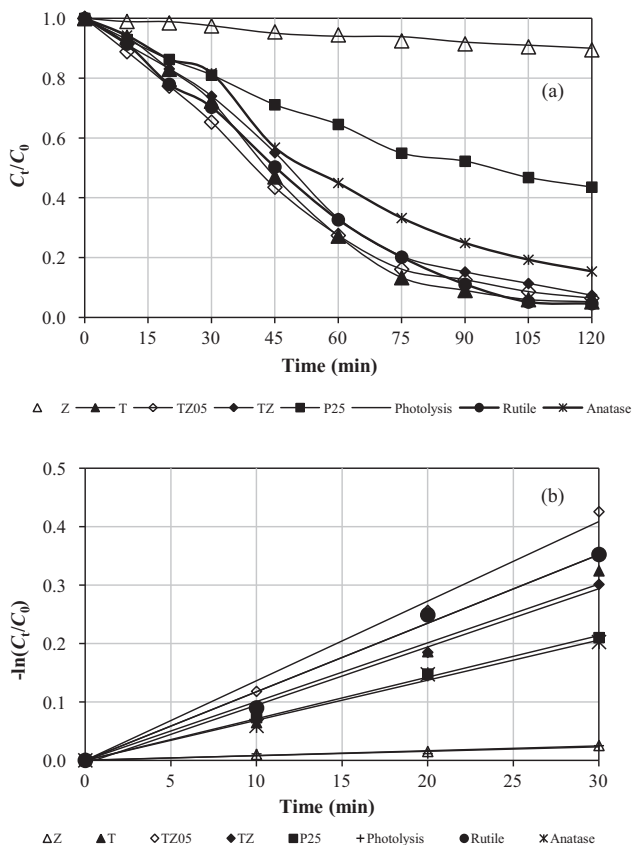 1.0
0.8
0.6
0.4
0.2
0.0
Cₜ/C₀
(a)
0 15 30 45 60 75 90 105 120
Time (min)
Z T TZ05 TZ P25 Photolysis Rutile Anatase
0.5
0.4
0.3
0.2
0.1
0.0
-ln(Cₜ/C₀)
(b)
0 5 10 15 20 25 30
Time (min)
Z T TZ05 TZ P25 Photolysis Rutile Anatase